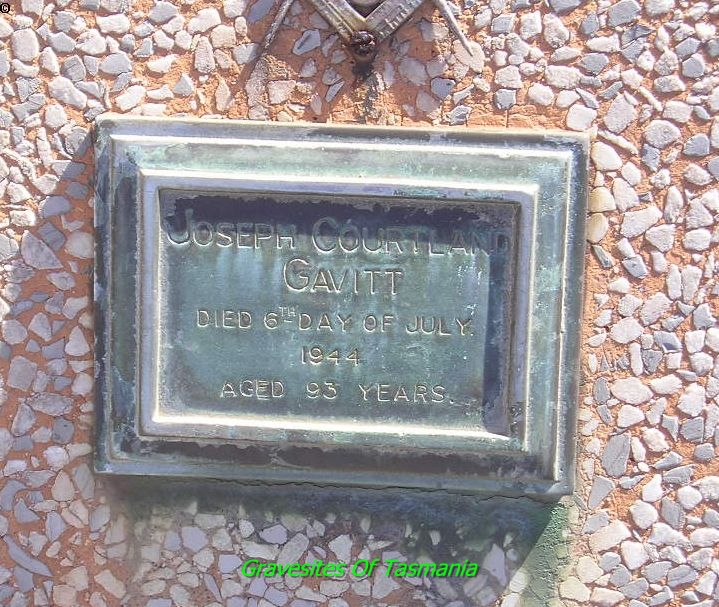 ©
JOSEPH COURTLAND
GAVITT
DIED 6TH DAY OF JULY.
1944
AGED 93 YEARS.
Gravesites Of Tasmania